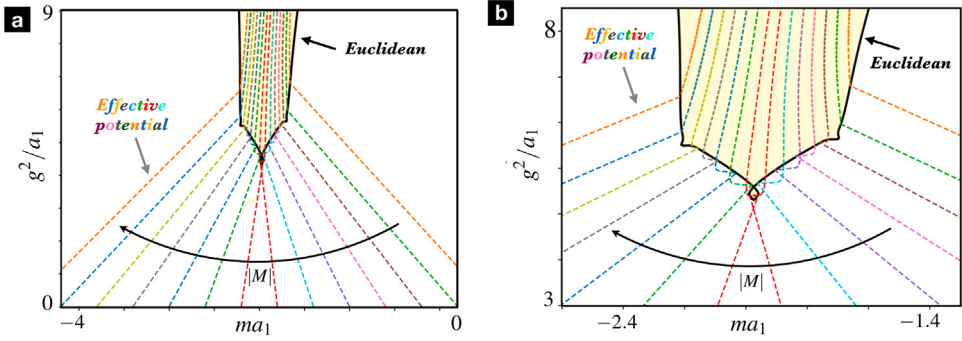 a
9
g²/a₁
0
Effective
potential
Euclidean
|M|
−4
ma₁
0
b
8
g²/a₁
3
Effective
potential
Euclidean
|M|
−2.4
ma₁
−1.4